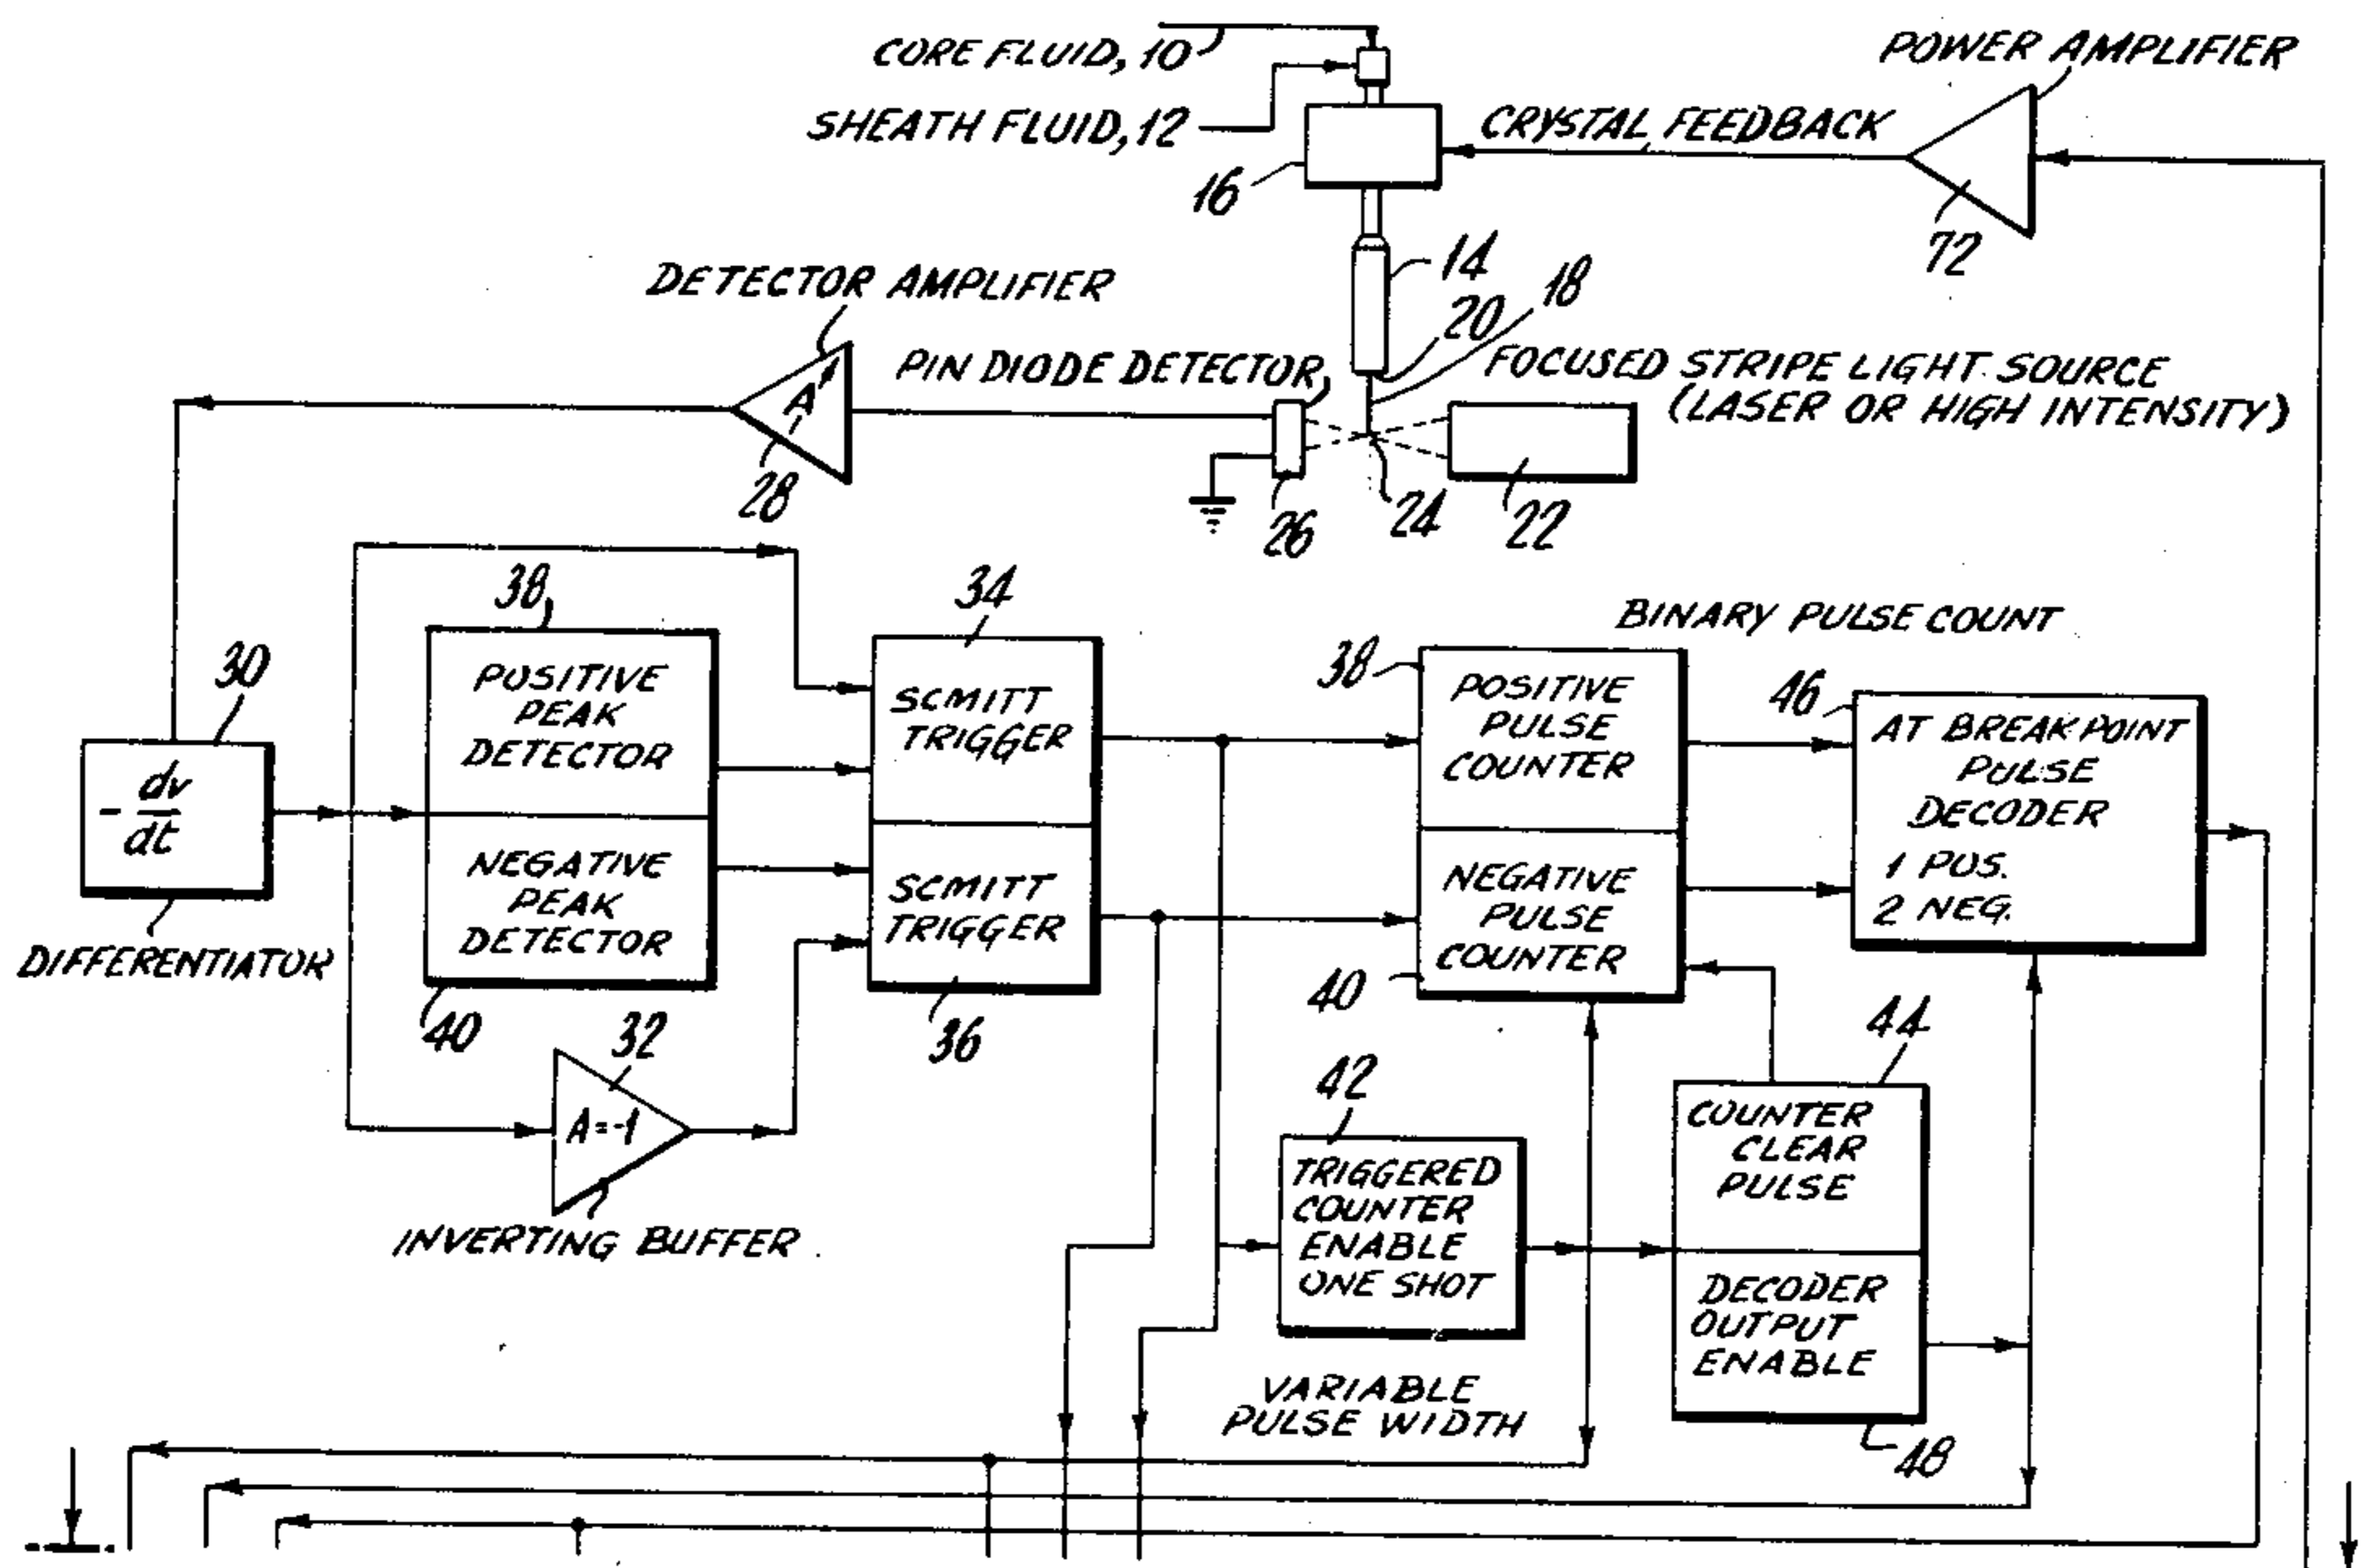 CORE FLUID, 10
POWER AMPLIFIER
SHEATH FLUID, 12
CRYSTAL FEEDBACK
16
72
14
18
20
DETECTOR AMPLIFIER
PIN DIODE DETECTOR
FOCUSED STRIPE LIGHT SOURCE
(LASER OR HIGH INTENSITY)
A
28
26
24
22
38
34
BINARY PULSE COUNT
30
38
46
POSITIVE
PEAK
DETECTOR
SCMITT
TRIGGER
POSITIVE
PULSE
COUNTER
AT BREAKPOINT
PULSE
DECODER
1 POS.
2 NEG.
- dv
dt
NEGATIVE
PEAK
DETECTOR
SCMITT
TRIGGER
NEGATIVE
PULSE
COUNTER
DIFFERENTIATOR
40
32
36
40
44
42
A=-1
INVERTING BUFFER
TRIGGERED
COUNTER
ENABLE
ONE SHOT
COUNTER
CLEAR
PULSE
DECODER
OUTPUT
ENABLE
VARIABLE
PULSE WIDTH
48